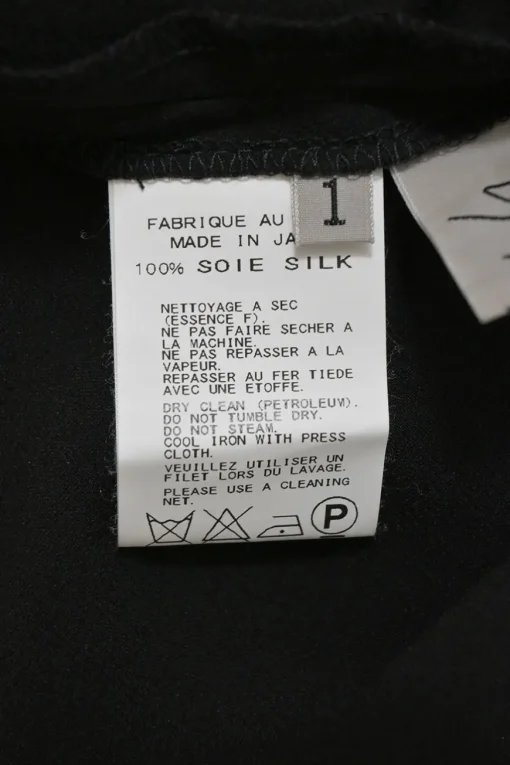 1
FABRIQUE AU
MADE IN JA
100% SOIE SILK
NETTOYAGE A SEC
(ESSENCE F).
NE PAS FAIRE SECHER A
LA MACHINE.
NE PAS REPASSER A LA
VAPEUR.
REPASSER AU FER TIEDE
AVEC UNE ETOFFE.
DRY CLEAN (PETROLEUM).
DO NOT TUMBLE DRY.
DO NOT STEAM.
COOL IRON WITH PRESS
CLOTH.
VEUILLEZ UTILISER UN
FILET LORS DU LAVAGE.
PLEASE USE A CLEANING
NET.
P